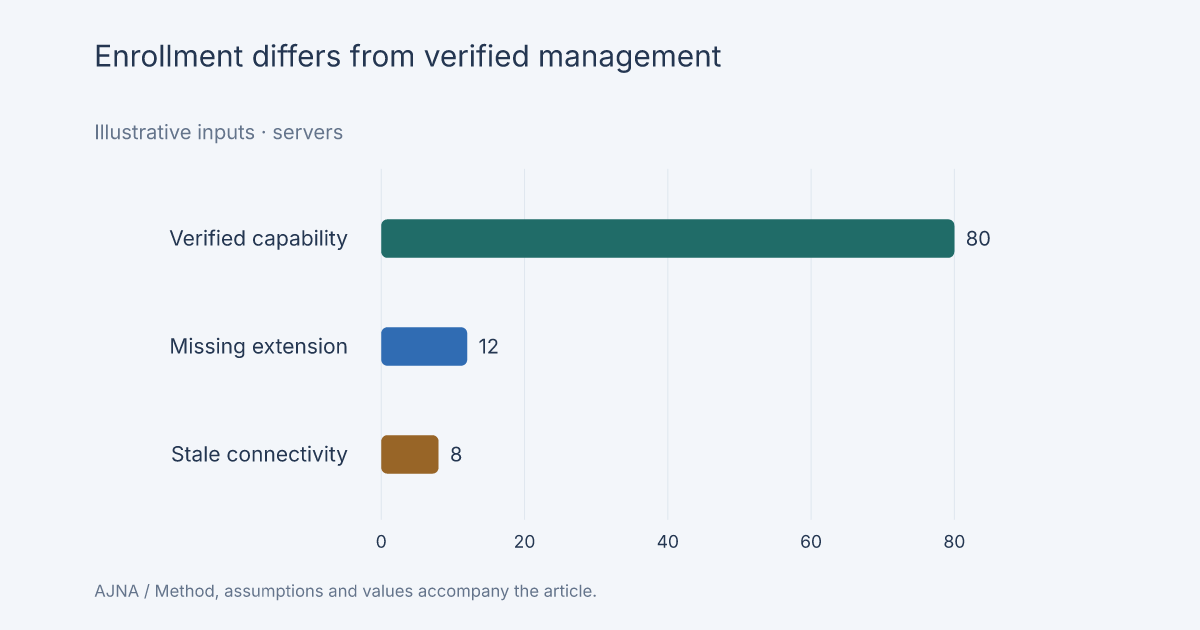 Enrollment differs from verified management
Illustrative inputs · servers
Verified capability 80
Missing extension 12
Stale connectivity 8
0 20 40 60 80
AJNA / Method, assumptions and values accompany the article.